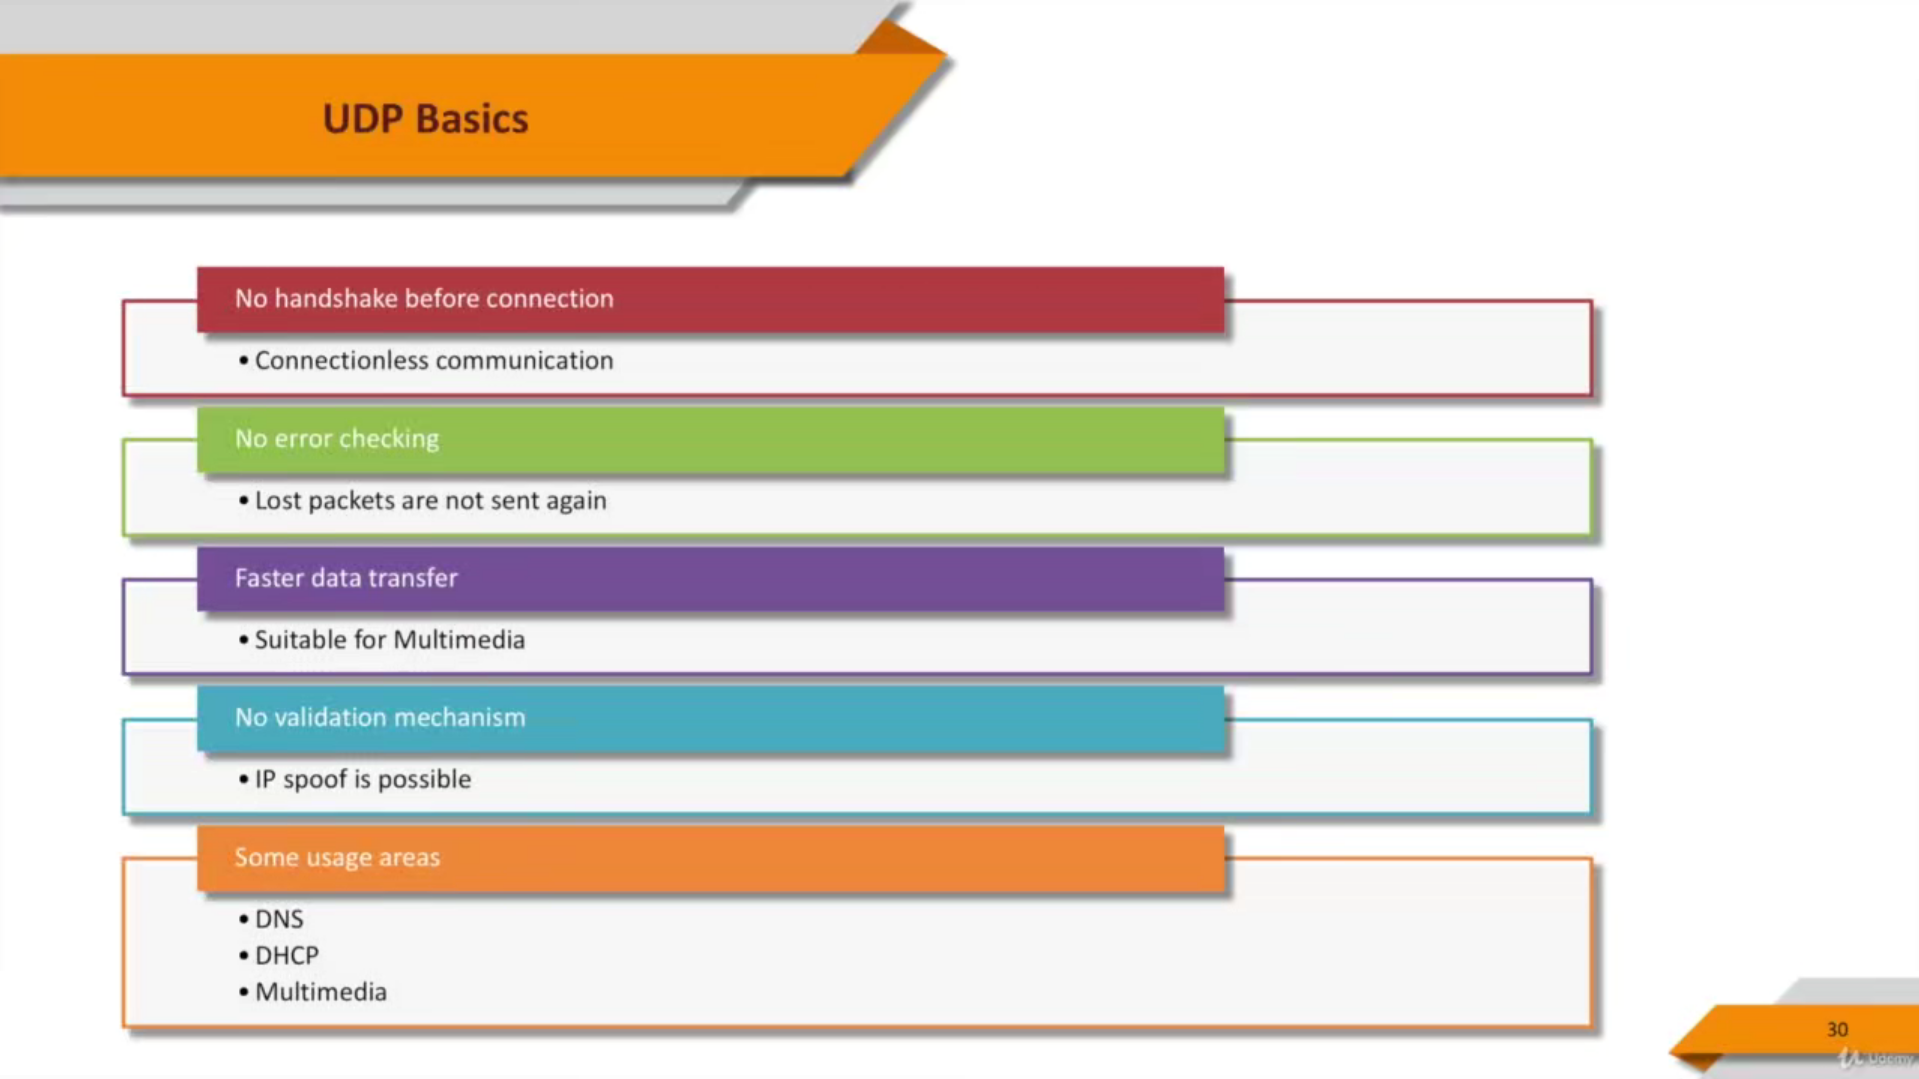 UDP Basics
No handshake before connection
• Connectionless communication
No error checking
• Lost packets are not sent again
Faster data transfer
• Suitable for Multimedia
No validation mechanism
• IP spoof is possible
Some usage areas
• DNS
• DHCP
• Multimedia
30
Udemy